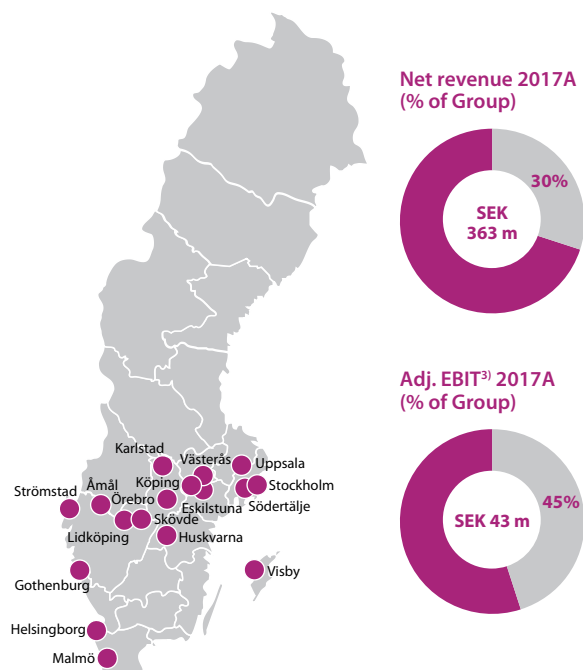 Net revenue 2017A
(% of Group)
30%
SEK
363 m
Adj. EBIT³⁾ 2017A
(% of Group)
45%
SEK 43 m
Karlstad
Västerås
Uppsala
Åmål
Köping
Stockholm
Strömstad
Örebro
Eskilstuna
Södertälje
Lidköping
Skövde
Huskvarna
Gothenburg
Visby
Helsingborg
Malmö